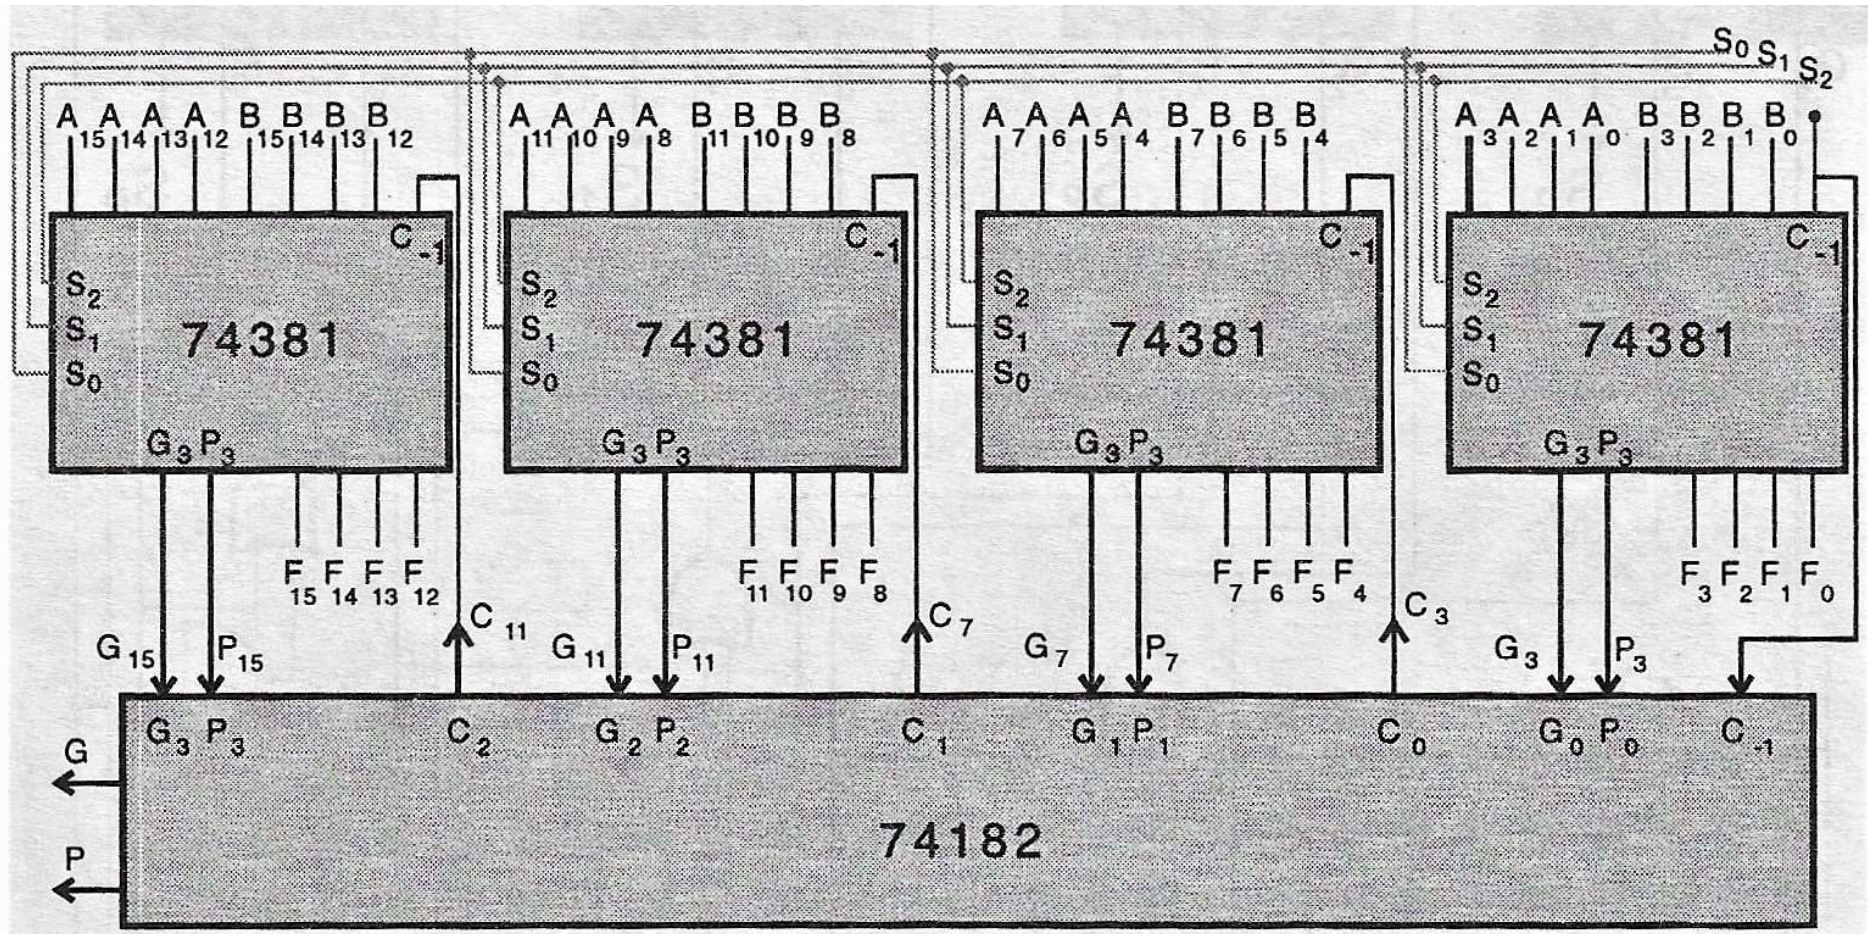 S0 S1 S2
A15 A14 A13 A12 B15 B14 B13 B12 A11 A10 A9 A8 B11 B10 B9 B8 A7 A6 A5 A4 B7 B6 B5 B4 A3 A2 A1 A0 B3 B2 B1 B0
C-1 C-1 C-1 C-1
S2 S2 S2 S2
S1 74381 S1 74381 S1 74381 S1 74381
S0 S0 S0 S0
G3 P3 G3 P3 G3 P3 G3 P3
F15 F14 F13 F12 F11 F10 F9 F8 F7 F6 F5 F4 F3 F2 F1 F0
C11 C7 C3
G15 P15 G11 P11 G7 P7 G3 P3
G3 P3 C2 G2 P2 C1 G1 P1 C0 G0 P0 C-1
G
74182
P